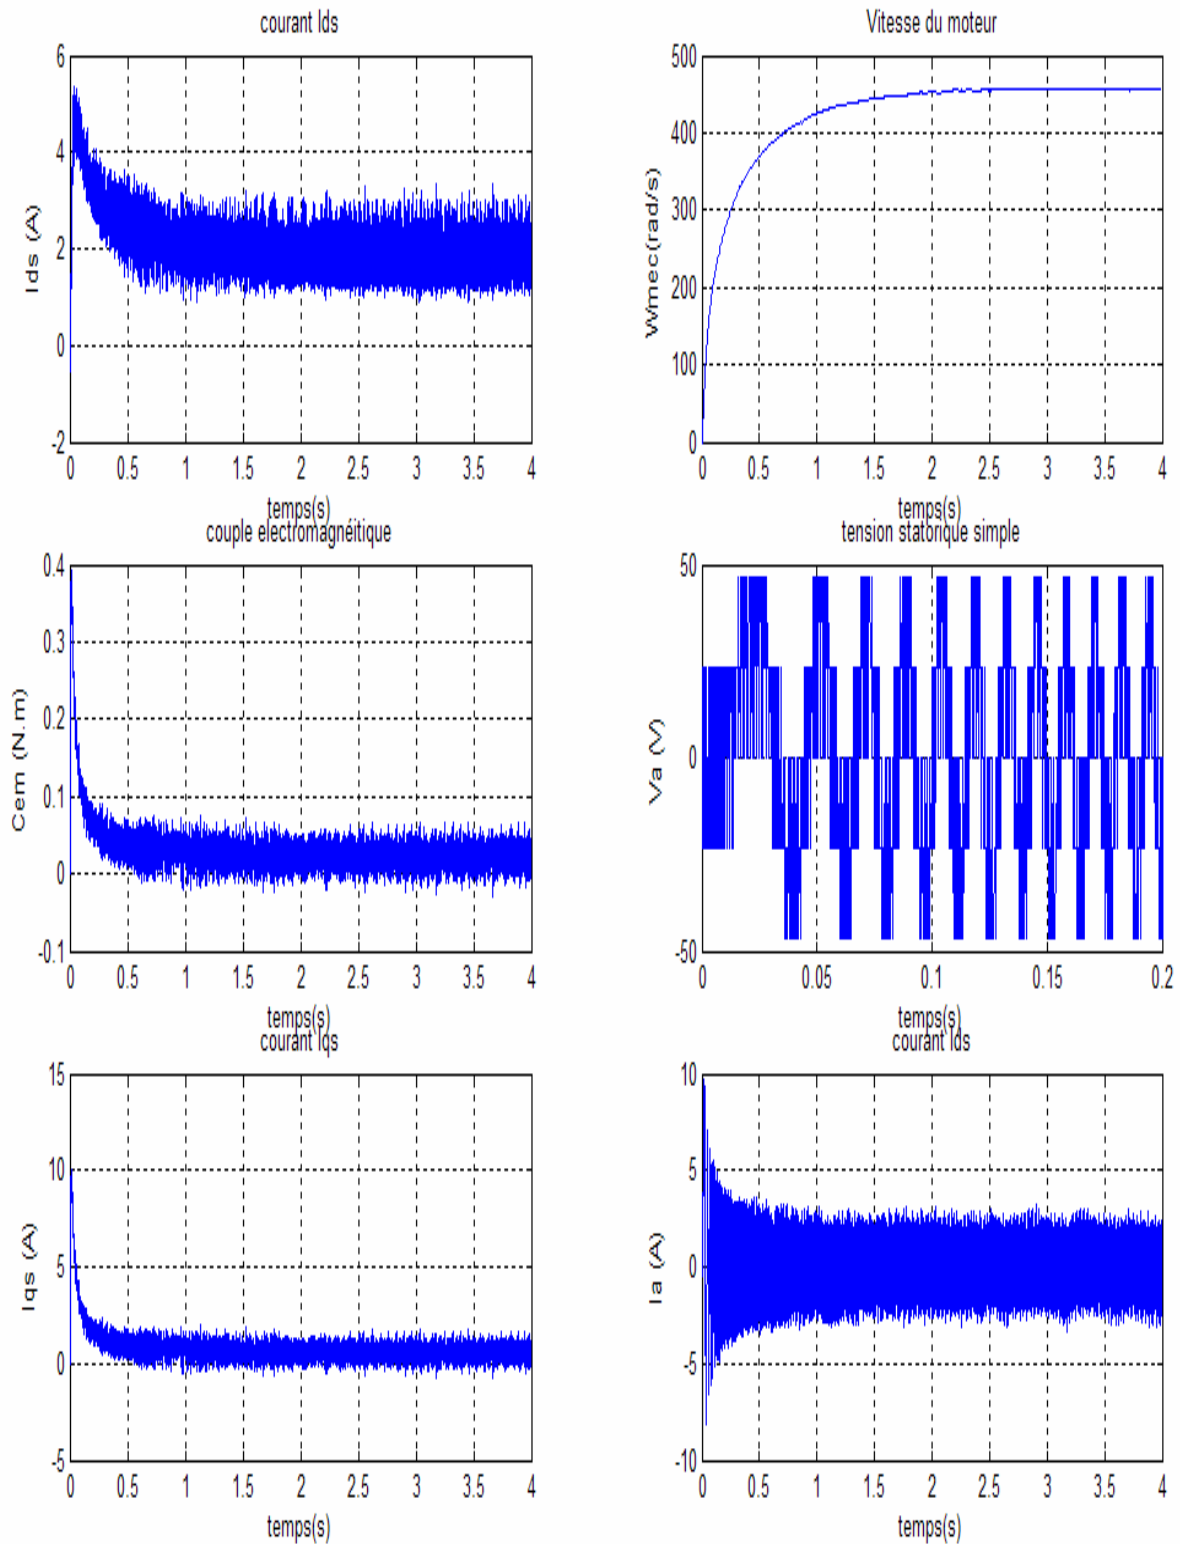 courant Ids
6
4
2
0
-2
Ids (A)
0 0.5 1 1.5 2 2.5 3 3.5 4
temps(s)
Vitesse du moteur
500
400
300
200
100
0
Wmec(rad/s)
0 0.5 1 1.5 2 2.5 3 3.5 4
temps(s)
couple electromagnéitique
0.4
0.3
0.2
0.1
0
-0.1
Cem (N.m)
0 0.5 1 1.5 2 2.5 3 3.5 4
temps(s)
tension statorique simple
50
0
-50
Va (V)
0 0.05 0.1 0.15 0.2
temps(s)
courant Iqs
15
10
5
0
-5
Iqs (A)
0 0.5 1 1.5 2 2.5 3 3.5 4
temps(s)
courant Ids
10
5
0
-5
-10
Ia (A)
0 0.5 1 1.5 2 2.5 3 3.5 4
temps(s)